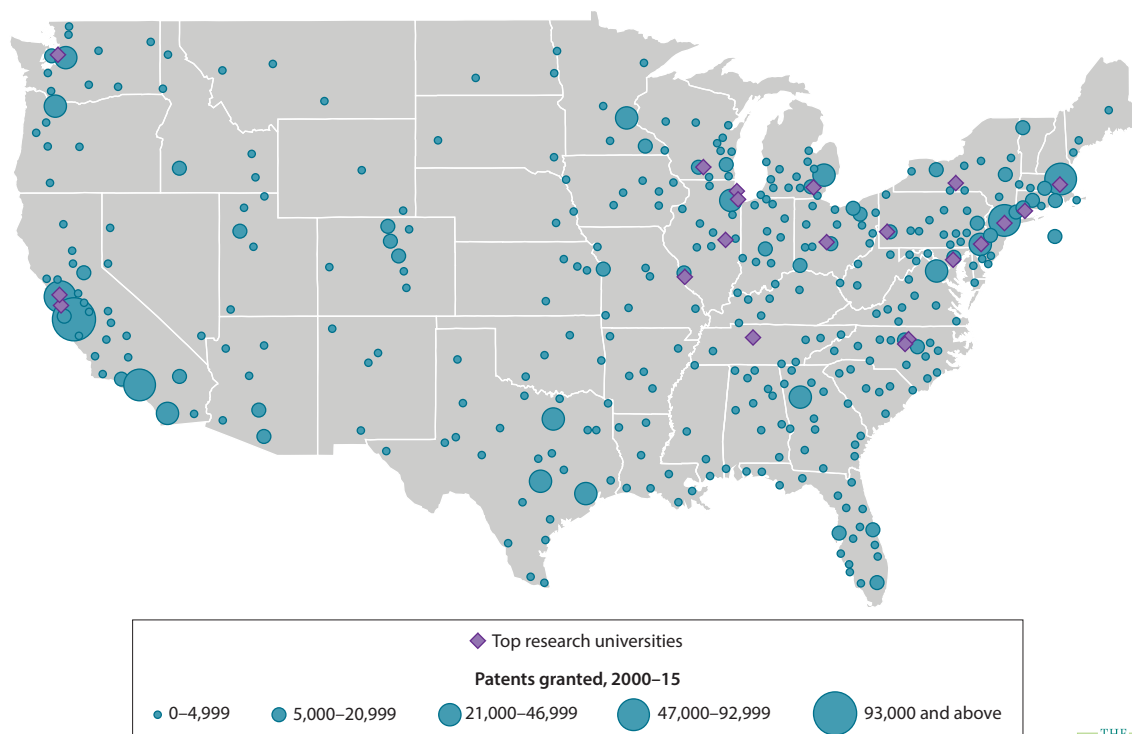 Top research universities
Patents granted, 2000–15
0–4,999 5,000–20,999 21,000–46,999 47,000–92,999 93,000 and above
THE